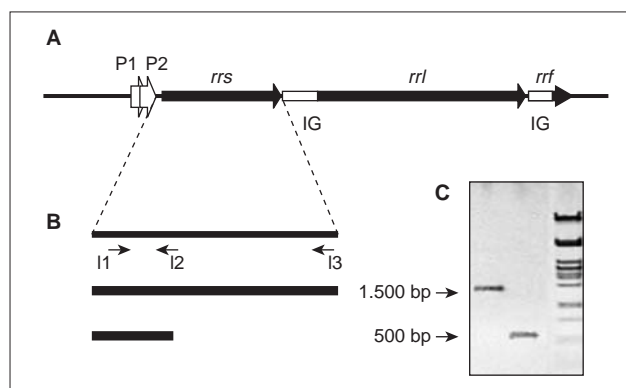 A
P1 P2 rrs rrl rrf
IG IG
B
C
I1 I2 I3
1.500 bp
500 bp